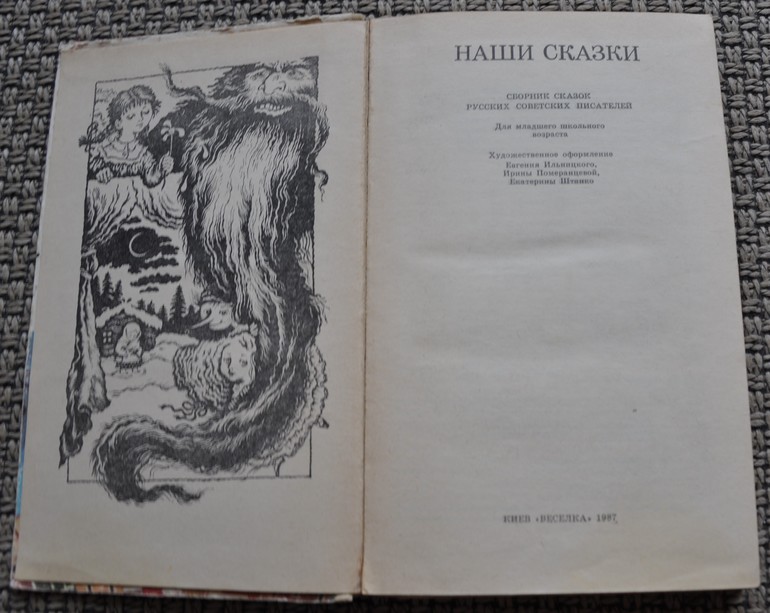 НАШИ СКАЗКИ
СБОРНИК СКАЗОК
РУССКИХ СОВЕТСКИХ ПИСАТЕЛЕЙ
Для младшего школьного
возраста
Художественное оформление
Евгения Ильницкого,
Ирины Померанцевой,
Екатерины Штанко
КИЕВ «ВЕСЕЛКА» 1987